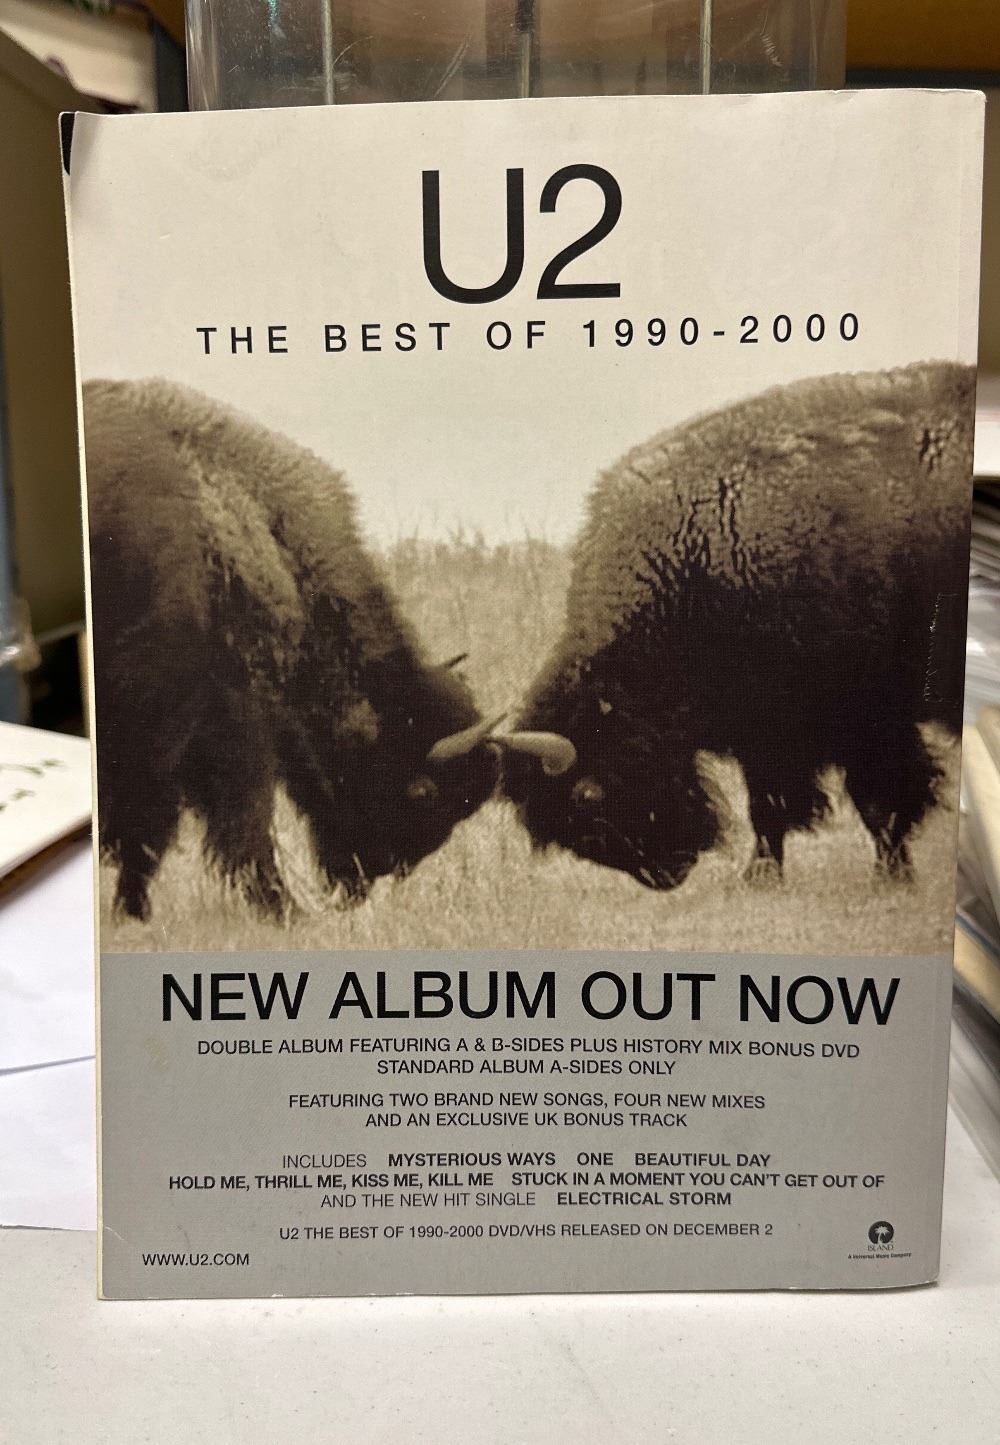 U2
THE BEST OF 1990-2000
NEW ALBUM OUT NOW
DOUBLE ALBUM FEATURING A & B-SIDES PLUS HISTORY MIX BONUS DVD
STANDARD ALBUM A-SIDES ONLY
FEATURING TWO BRAND NEW SONGS, FOUR NEW MIXES
AND AN EXCLUSIVE UK BONUS TRACK
INCLUDES MYSTERIOUS WAYS ONE BEAUTIFUL DAY
HOLD ME, THRILL ME, KISS ME, KILL ME STUCK IN A MOMENT YOU CAN'T GET OUT OF
AND THE NEW HIT SINGLE ELECTRICAL STORM
U2 THE BEST OF 1990-2000 DVD/VHS RELEASED ON DECEMBER 2
WWW.U2.COM
ISLAND
A Universal Music Company